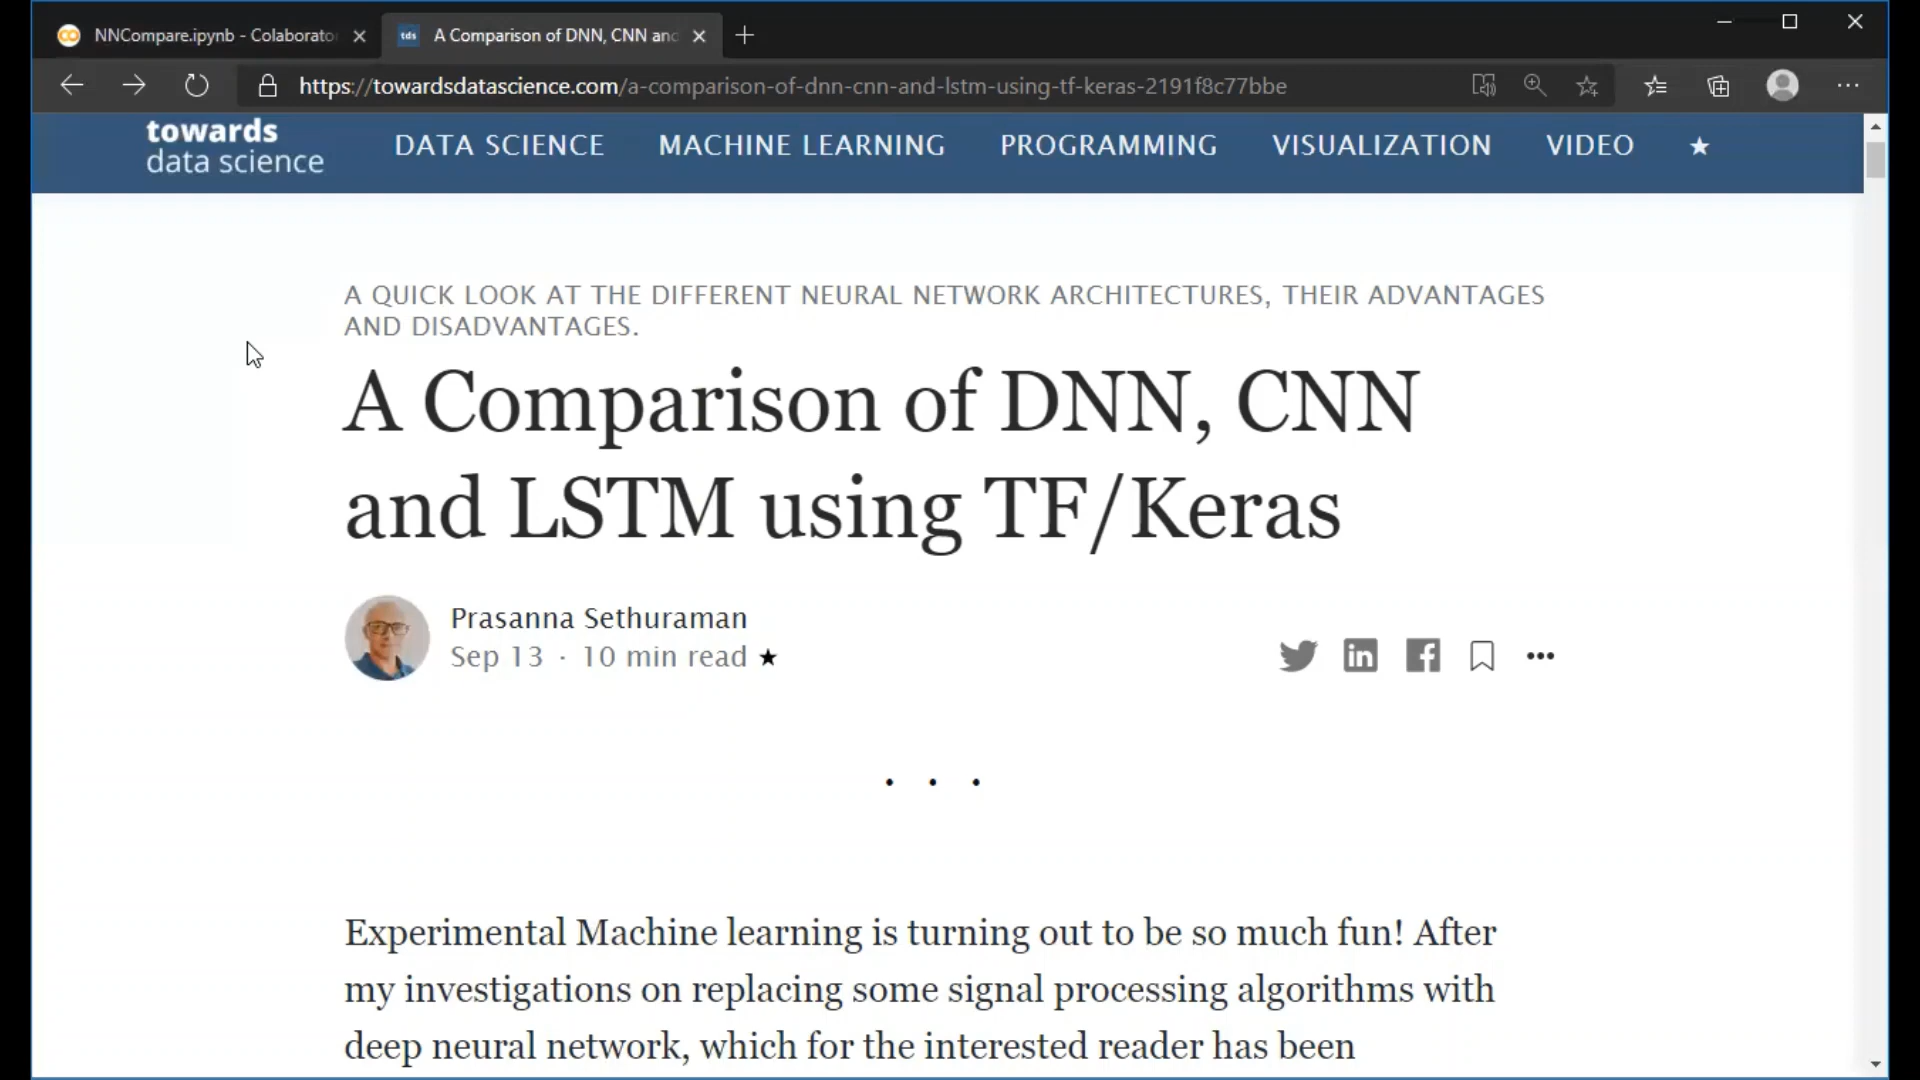 NNCompare.ipynb - Colaborato
tds A Comparison of DNN, CNN and
https://towardsdatascience.com/a-comparison-of-dnn-cnn-and-lstm-using-tf-keras-2191f8c77bbe
towards
data science
DATA SCIENCE MACHINE LEARNING PROGRAMMING VISUALIZATION VIDEO ★
A QUICK LOOK AT THE DIFFERENT NEURAL NETWORK ARCHITECTURES, THEIR ADVANTAGES
AND DISADVANTAGES.
A Comparison of DNN, CNN
and LSTM using TF/Keras
Prasanna Sethuraman
Sep 13 · 10 min read ★
. . .
Experimental Machine learning is turning out to be so much fun! After
my investigations on replacing some signal processing algorithms with
deep neural network, which for the interested reader has been